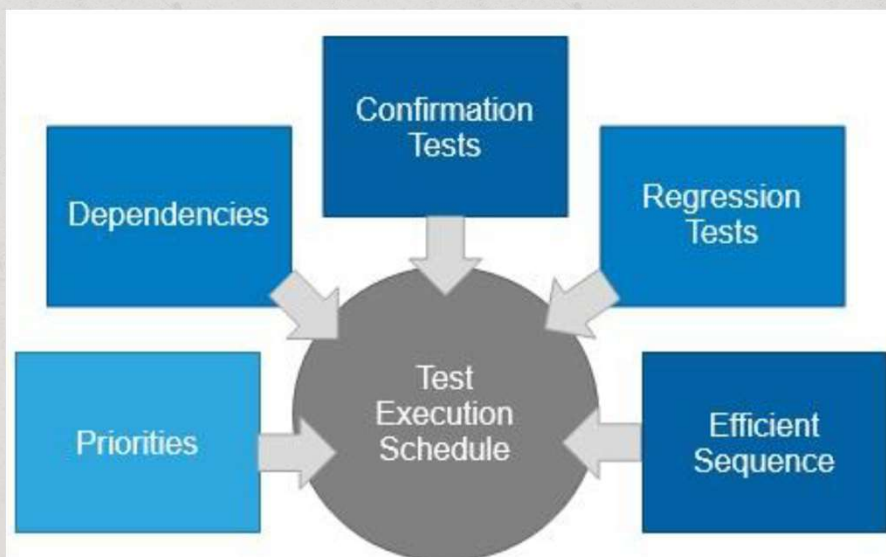 Confirmation
Tests
Dependencies
Regression
Tests
Priorities
Test
Execution
Schedule
Efficient
Sequence